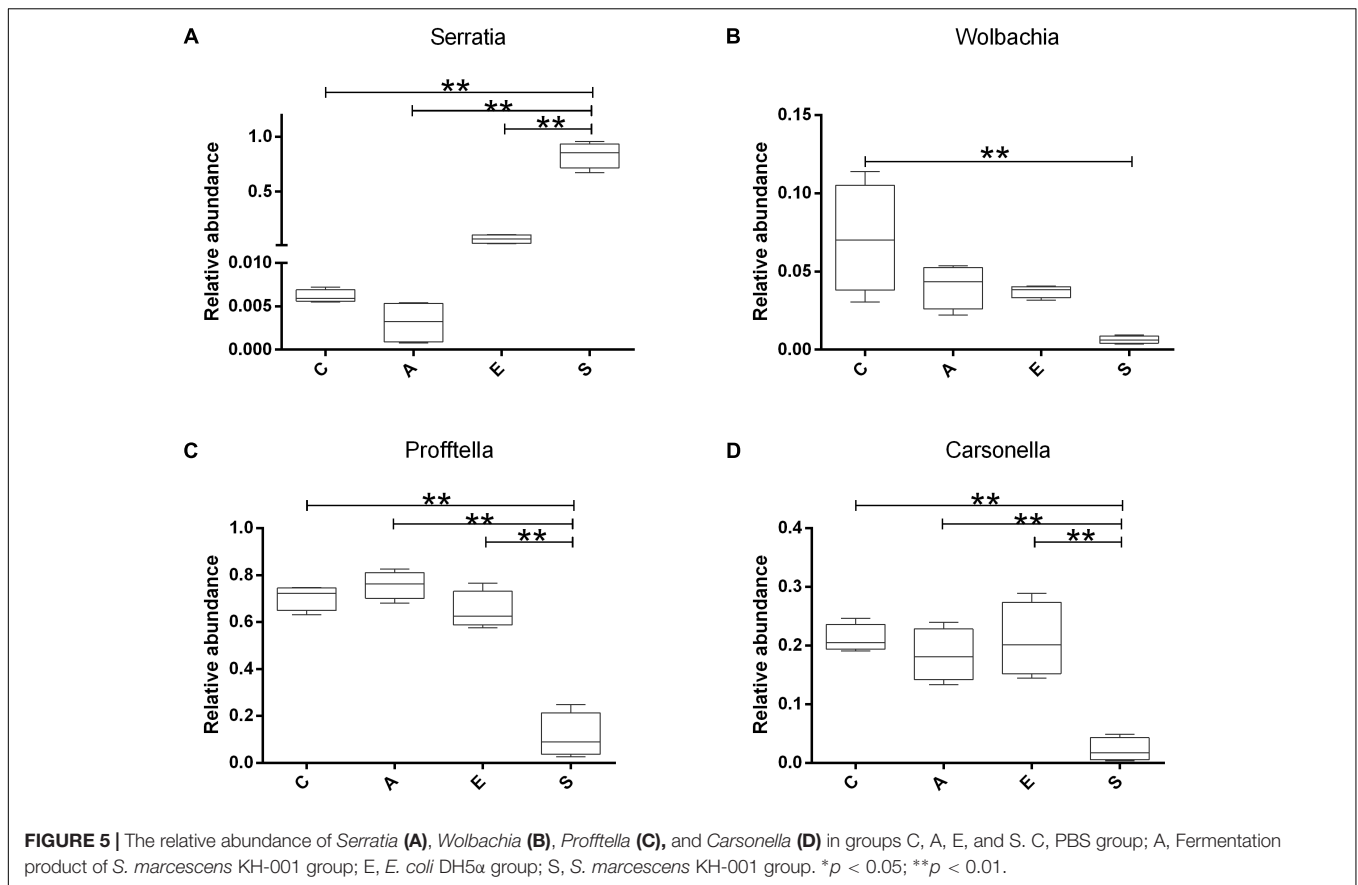 A
Serratia
**
**
**
Relative abundance
1.0
0.5
0.010
0.005
0.000
C A E S
B
Wolbachia
**
Relative abundance
0.15
0.10
0.05
0.00
C A E S
C
Profftella
**
**
**
Relative abundance
1.0
0.8
0.6
0.4
0.2
0.0
C A E S
D
Carsonella
**
**
**
Relative abundance
0.4
0.3
0.2
0.1
0.0
C A E S
FIGURE 5 | The relative abundance of Serratia (A), Wolbachia (B), Profftella (C), and Carsonella (D) in groups C, A, E, and S. C, PBS group; A, Fermentation
product of S. marcescens KH-001 group; E, E. coli DH5α group; S, S. marcescens KH-001 group. *p < 0.05; **p < 0.01.